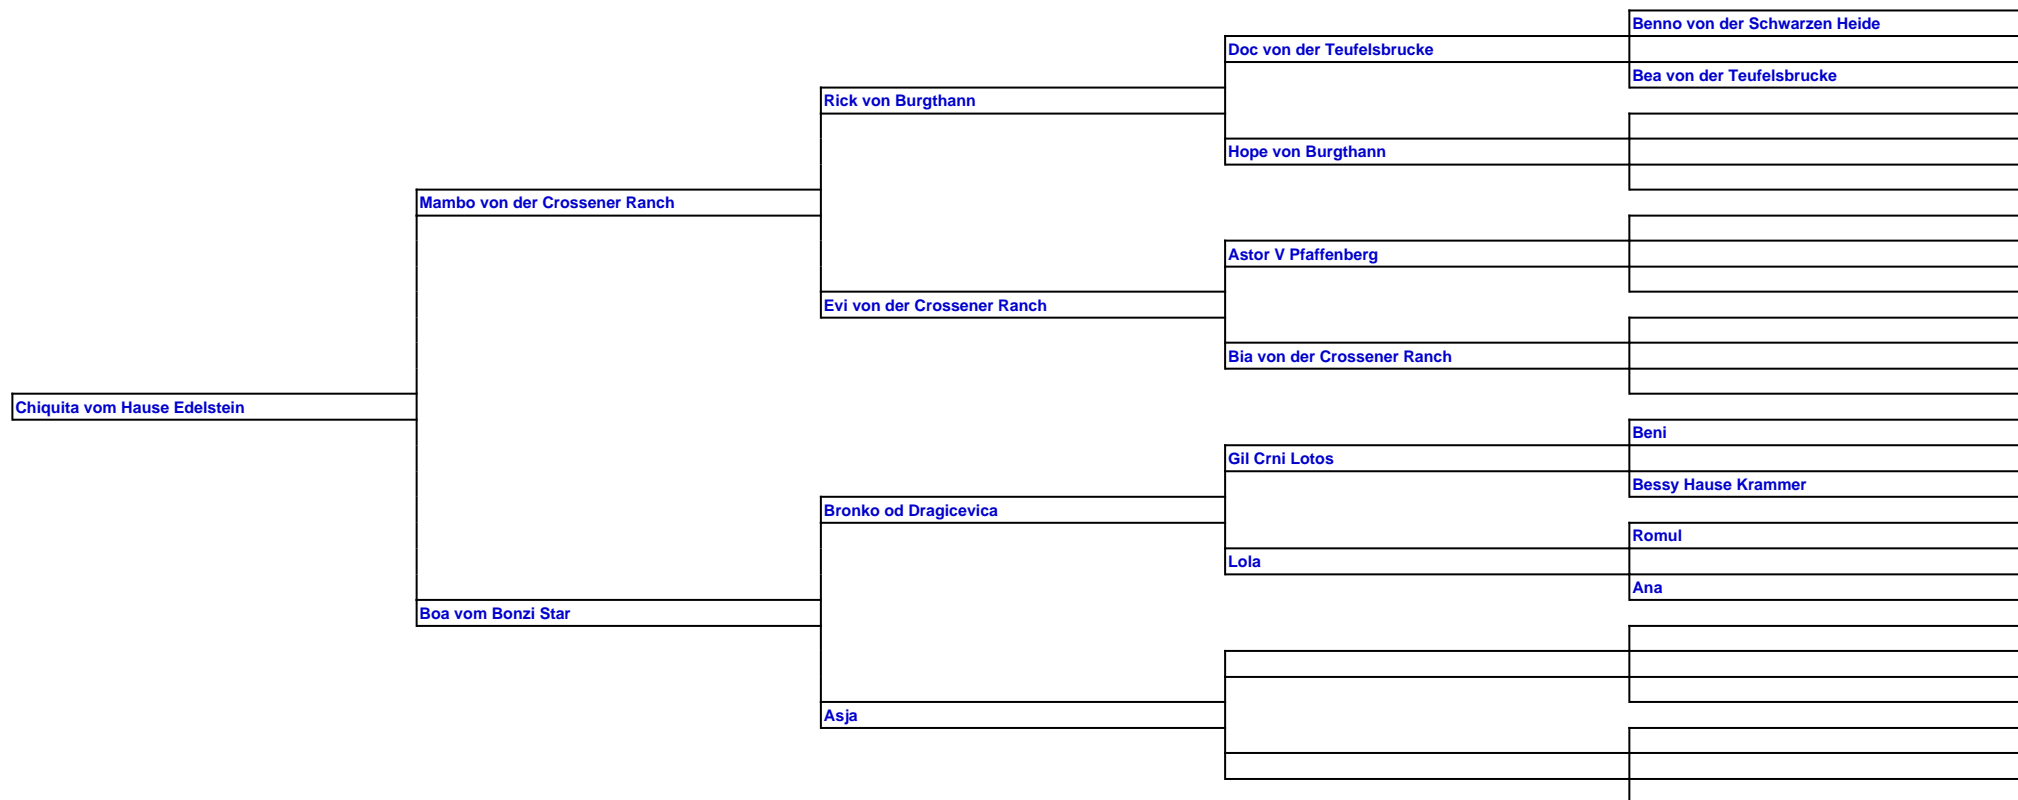 Benno von der Schwarzen Heide
Doc von der Teufelsbrucke
Bea von der Teufelsbrucke
Rick von Burgthann
Hope von Burgthann
Mambo von der Crossener Ranch
Astor V Pfaffenberg
Evi von der Crossener Ranch
Bia von der Crossener Ranch
Chiquita vom Hause Edelstein
Beni
Gil Crni Lotos
Bessy Hause Krammer
Bronko od Dragicevica
Romul
Lola
Ana
Boa vom Bonzi Star
Asja